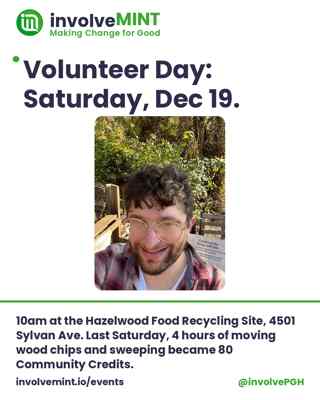 involveMINT
Making Change for Good
Volunteer Day:
Saturday, Dec 19.
10am at the Hazelwood Food Recycling Site, 4501
Sylvan Ave. Last Saturday, 4 hours of moving
wood chips and sweeping became 80
Community Credits.
involvemint.io/events
@involvePGH